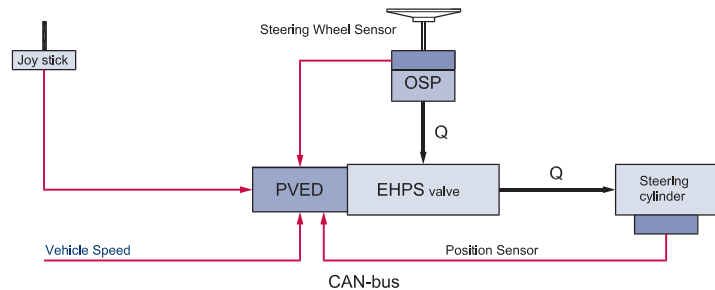 Steering Wheel Sensor
Joy stick
OSP
Q
PVED
EHPS valve
Q
Steering
cylinder
Vehicle Speed
Position Sensor
CAN-bus